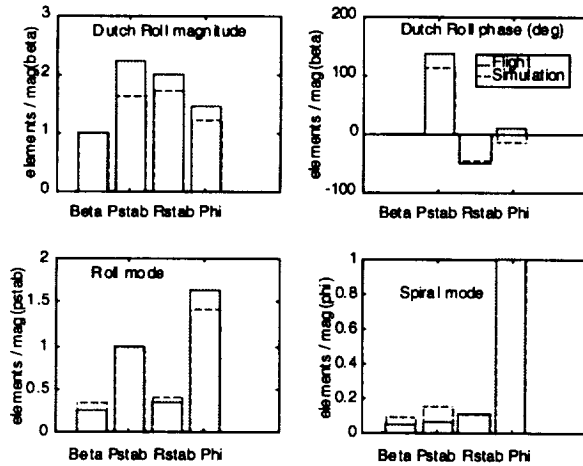 Dutch Roll magnitude
elements / mag(beta)
3
2
1
0
Beta Pstab Rstab Phi
Dutch Roll phase (deg)
elements / mag(beta)
Flight
Simulation
100
0
-100
Beta Pstab Rstab Phi
Roll mode
elements / mag(pstab)
2
1.5
1
0.5
0
Beta Pstab Rstab Phi
Spiral mode
elements / mag(phi)
1
0.8
0.6
0.4
0.2
0
Beta Pstab Rstab Phi